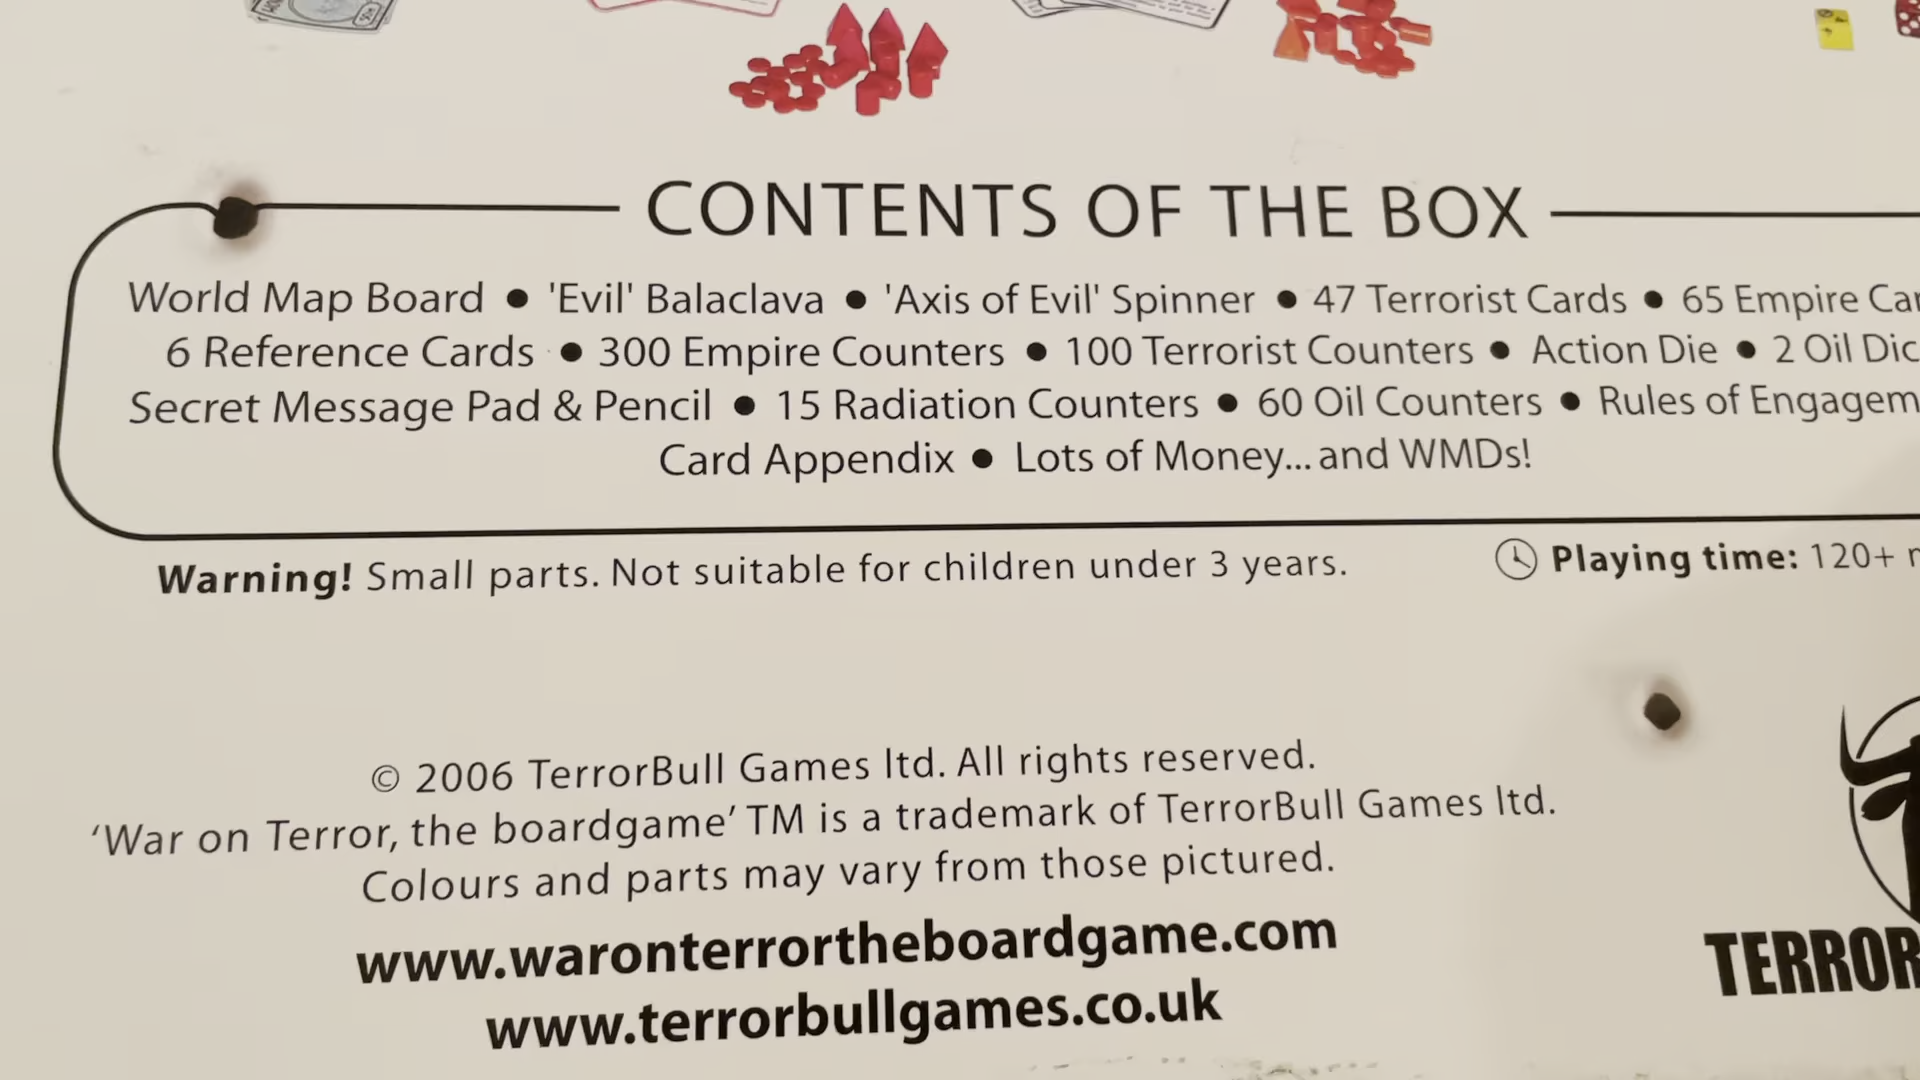 CONTENTS OF THE BOX
World Map Board ● 'Evil' Balaclava ● 'Axis of Evil' Spinner ● 47 Terrorist Cards ● 65 Empire Car
6 Reference Cards ● 300 Empire Counters ● 100 Terrorist Counters ● Action Die ● 2 Oil Dic
Secret Message Pad & Pencil ● 15 Radiation Counters ● 60 Oil Counters ● Rules of Engagem
Card Appendix ● Lots of Money... and WMDs!
Warning! Small parts. Not suitable for children under 3 years.
Playing time: 120+
© 2006 TerrorBull Games ltd. All rights reserved.
‘War on Terror, the boardgame’ TM is a trademark of TerrorBull Games ltd.
Colours and parts may vary from those pictured.
www.waronterrortheboardgame.com
www.terrorbullgames.co.uk
TERROR